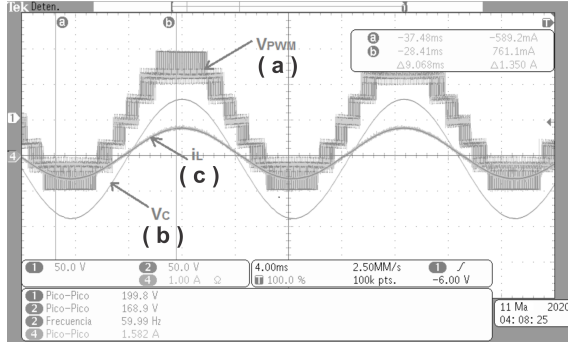 Tek Deten.
a b
a -37.48ms -589.2mA
b -28.41ms 761.1mA
△9.068ms △1.350 A
VPWM
(a)
1
iL
(c)
4
Vc
(b)
1 50.0 V 2 50.0 V
4 1.00 A Ω
4.00ms 2.50MM/s 1
T 100.0 % 100k pts. -6.00 V
1 Pico-Pico 199.8 V
2 Pico-Pico 168.9 V
2 Frecuencia 59.99 Hz
4 Pico-Pico 1.582 A
11 Ma 2020
04:08:25